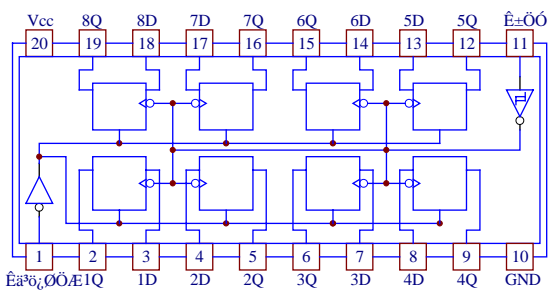 Vcc 8Q 8D 7D 7Q 6Q 6D 5D 5Q Ê±ÖÓ
20 19 18 17 16 15 14 13 12 11
1 2 3 4 5 6 7 8 9 10
Êä³ö¿ØÖÆ 1Q 1D 2D 2Q 3Q 3D 4D 4Q GND